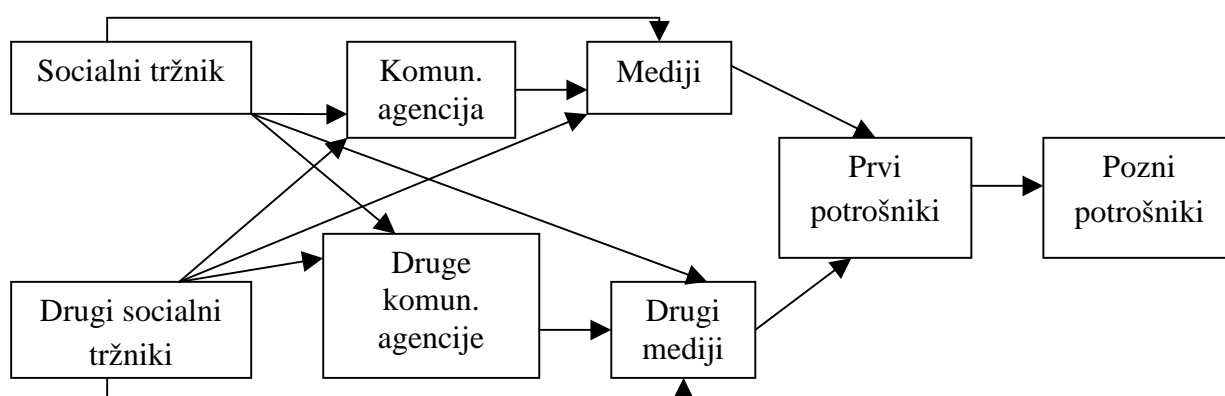 Socialni tržnik
Komun.
agencija
Mediji
Prvi
potrošniki
Pozni
potrošniki
Druge
komun.
agencije
Drugi socialni
tržniki
Drugi
mediji